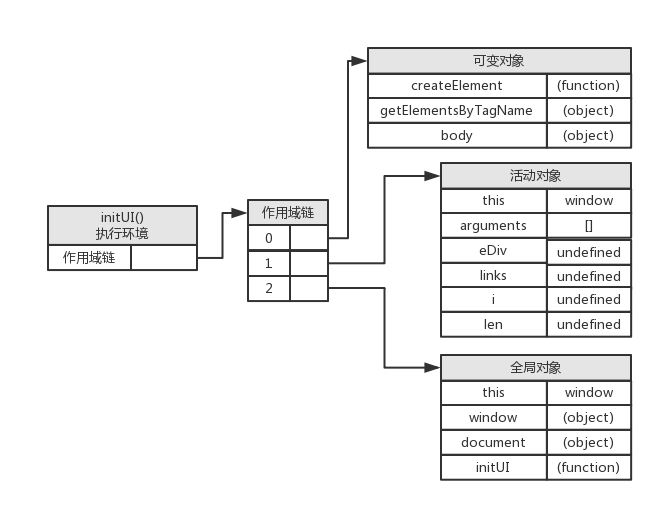 可变对象
createElement (function)
getElementsByTagName (object)
body (object)
活动对象
this window
arguments []
eDiv undefined
links undefined
i undefined
len undefined
initUI()
执行环境
作用域链
作用域链
0
1
2
全局对象
this window
window (object)
document (object)
initUI (function)